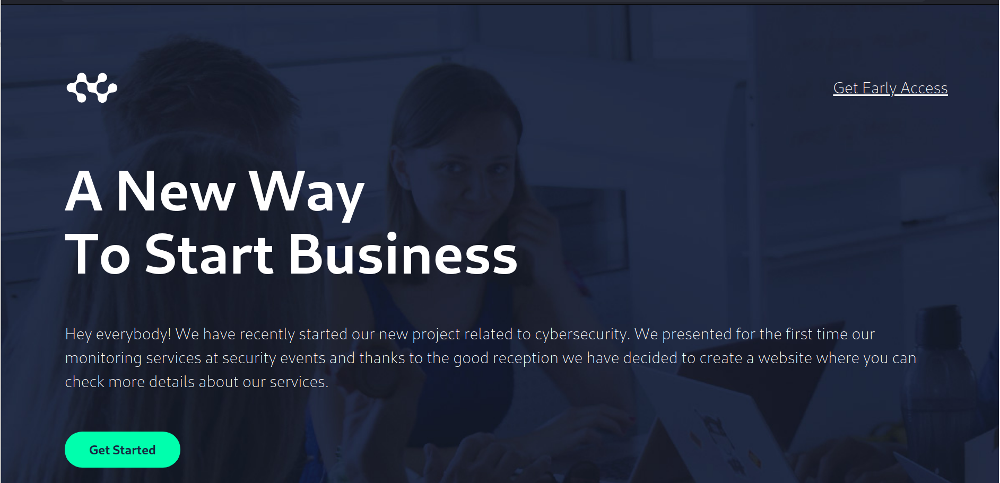 Get Early Access
A New Way
To Start Business
Hey everybody! We have recently started our new project related to cybersecurity. We presented for the first time our
monitoring services at security events and thanks to the good reception we have decided to create a website where you can
check more details about our services.
Get Started